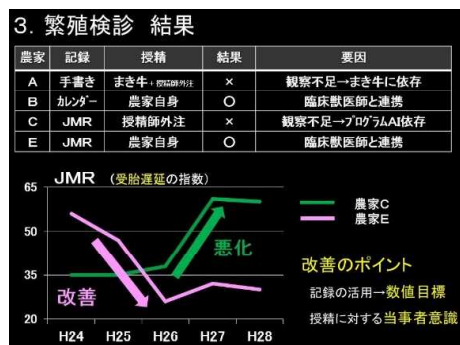 3. 繁殖検診 結果
農家 記録 授精 結果 要因
A 手書き まき牛+授精師外注 × 観察不足→まき牛に依存
B カレンダー 農家自身 〇 臨床獣医師と連携
C JMR 授精師外注 × 観察不足→プログラムAI依存
E JMR 農家自身 〇 臨床獣医師と連携
JMR (受胎遅延の指数)
65
50
35
20
H24 H25 H26 H27 H28
改善
悪化
農家C
農家E
改善のポイント
記録の活用→数値目標
授精に対する当事者意識